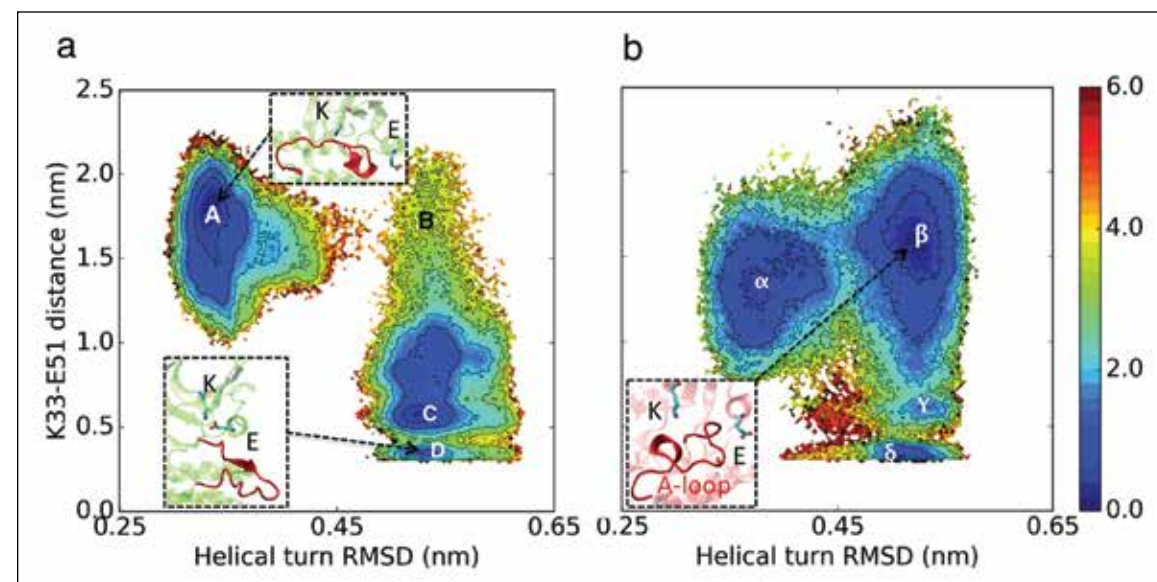 a
b
K33-E51 distance (nm)
2.5
2.0
1.5
1.0
0.5
0.0
0.25
0.45
0.65
Helical turn RMSD (nm)
A
B
C
D
K
E
K
E
0.25
0.45
0.65
Helical turn RMSD (nm)
α
β
γ
δ
K
E
A-loop
6.0
4.0
2.0
0.0